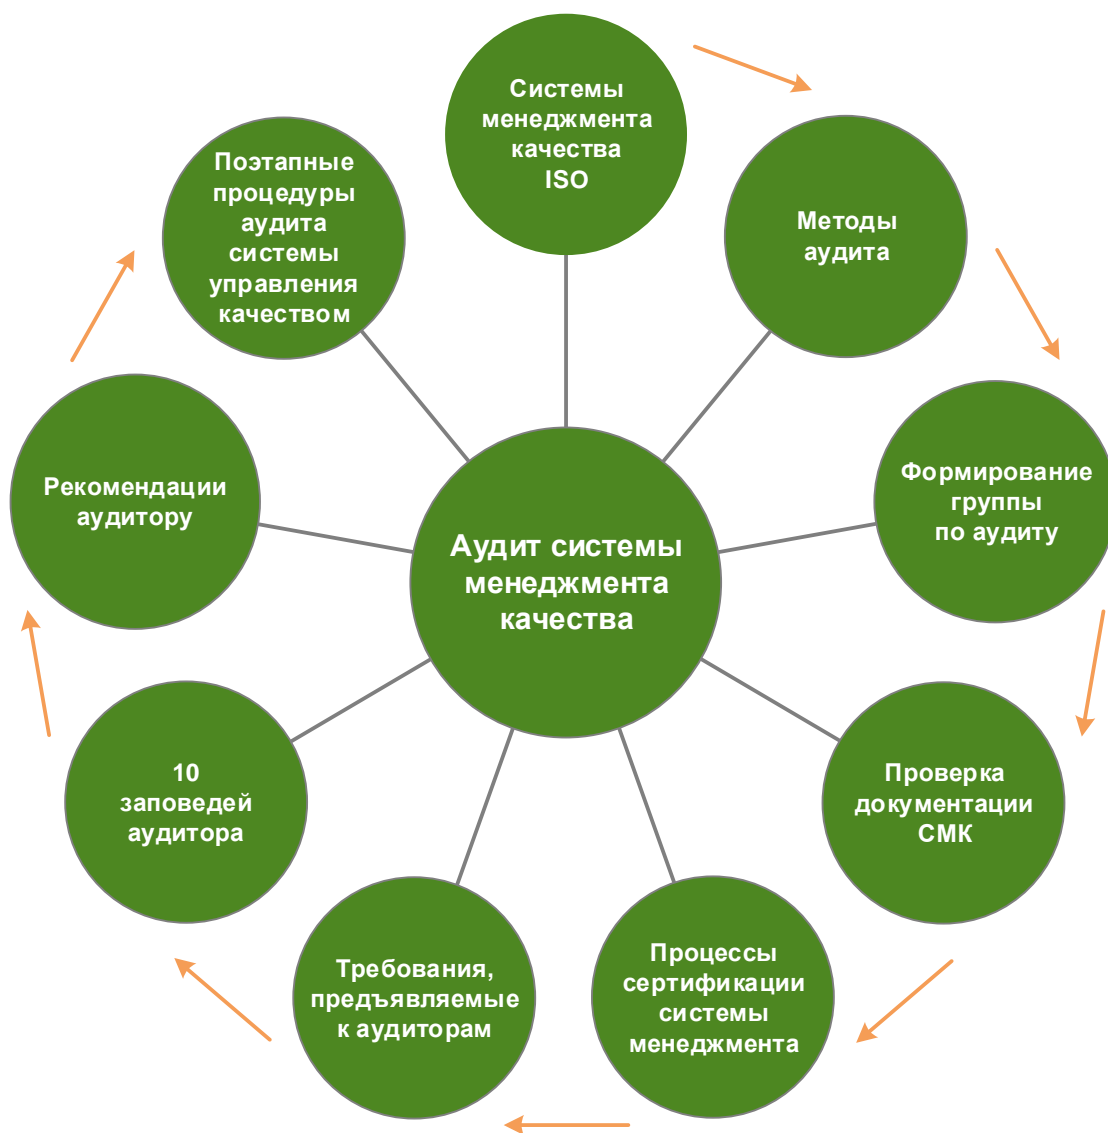 Системы
менеджмента
качества
ISO
Методы
аудита
Формирование
группы
по аудиту
Проверка
документации
СМК
Процессы
сертификации
системы
менеджмента
Требования,
предъявляемые
к аудиторам
10
заповедей
аудитора
Рекомендации
аудитору
Поэтапные
процедуры
аудита
системы
управления
качеством
Аудит системы
менеджмента
качества